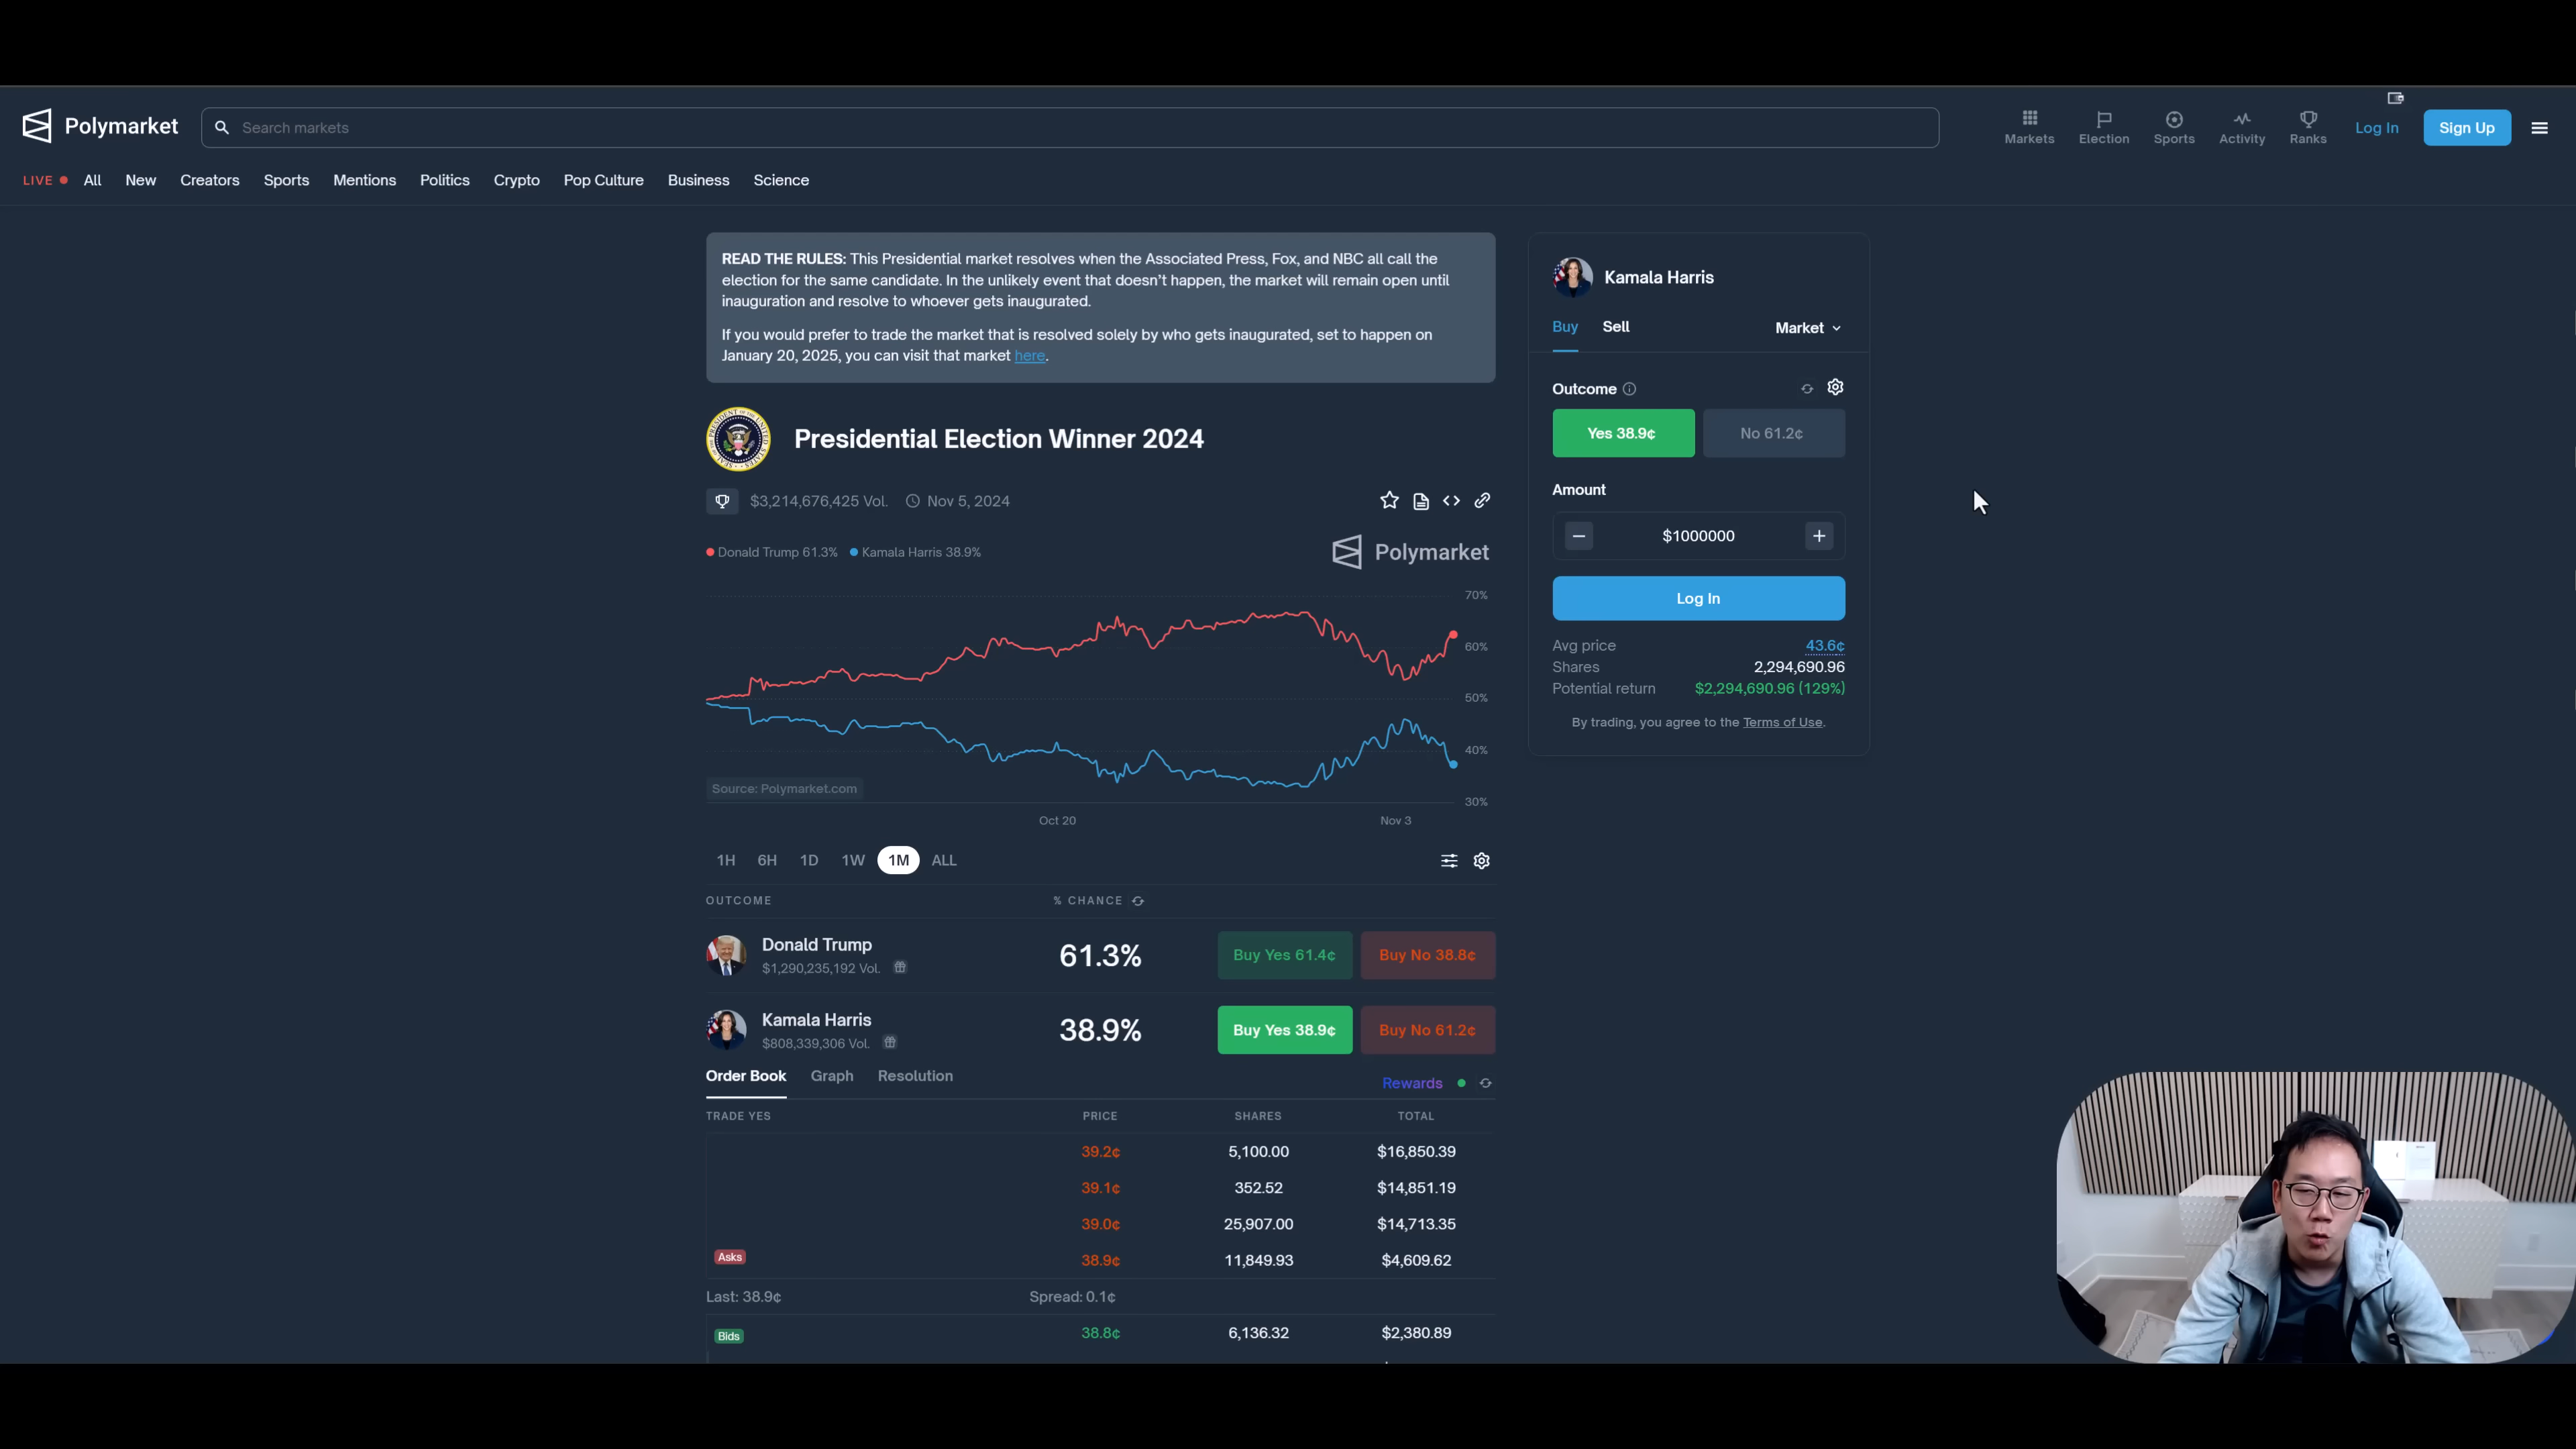 Polymarket
Search markets
Markets
Election
Sports
Activity
Ranks
Log In
Sign Up
LIVE All New Creators Sports Mentions Politics Crypto Pop Culture Business Science
READ THE RULES: This Presidential market resolves when the Associated Press, Fox, and NBC all call the
election for the same candidate. In the unlikely event that doesn't happen, the market will remain open until
inauguration and resolve to whoever gets inaugurated.
If you would prefer to trade the market that is resolved solely by who gets inaugurated, set to happen on
January 20, 2025, you can visit that market here.
Presidential Election Winner 2024
$3,214,676,425 Vol. Nov 5, 2024
Donald Trump 61.3% Kamala Harris 38.9%
Polymarket
70%
60%
50%
40%
30%
Source: Polymarket.com
Oct 20 Nov 3
1H 6H 1D 1W 1M ALL
OUTCOME % CHANCE
Donald Trump
$1,290,235,192 Vol.
61.3%
Buy Yes 61.4¢
Buy No 38.8¢
Kamala Harris
$808,339,306 Vol.
38.9%
Buy Yes 38.9¢
Buy No 61.2¢
Order Book Graph Resolution Rewards
TRADE YES PRICE SHARES TOTAL
39.2¢ 5,100.00 $16,850.39
39.1¢ 352.52 $14,851.19
39.0¢ 25,907.00 $14,713.35
Asks 38.9¢ 11,849.93 $4,609.62
Last: 38.9¢ Spread: 0.1¢
Bids 38.8¢ 6,136.32 $2,380.89
Kamala Harris
Buy Sell Market
Outcome
Yes 38.9¢ No 61.2¢
Amount
$1000000
Log In
Avg price 43.6¢
Shares 2,294,690.96
Potential return $2,294,690.96 (129%)
By trading, you agree to the Terms of Use.